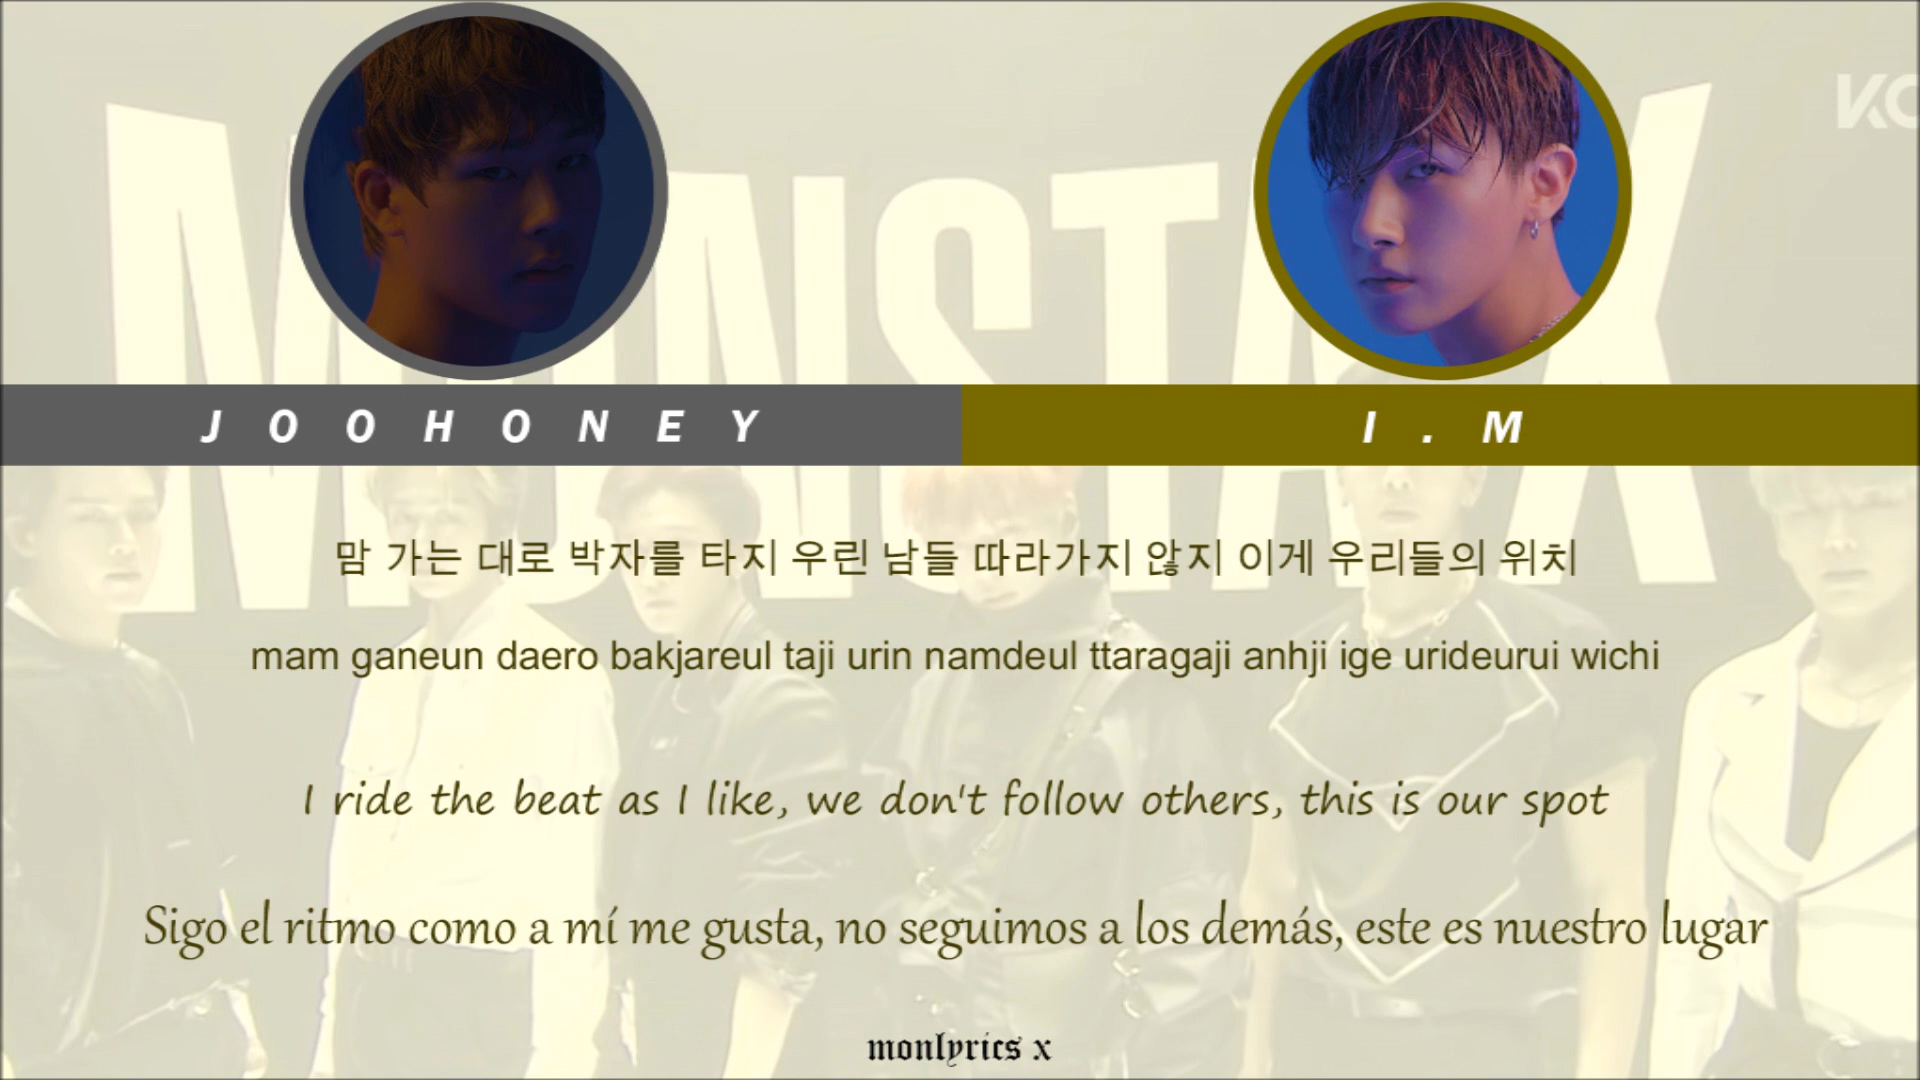 MONSTA X
KC
JOOHONEY
I.M
맘 가는 대로 박자를 타지 우린 남들 따라가지 않지 이게 우리들의 위치
mam ganeun daero bakjareul taji urin namdeul ttaragaji anhji ige urideurui wichi
I ride the beat as I like, we don't follow others, this is our spot
Sigo el ritmo como a mí me gusta, no seguimos a los demás, este es nuestro lugar
monlyrics x